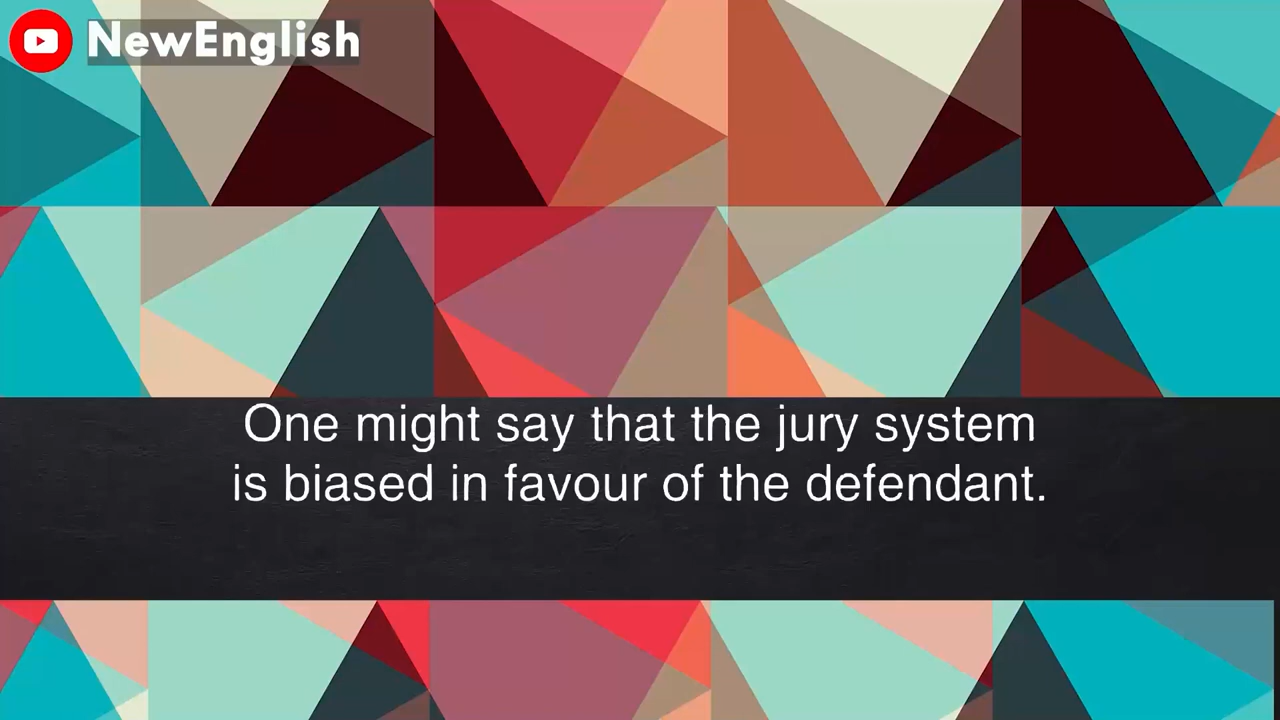 NewEnglish
One might say that the jury system
is biased in favour of the defendant.